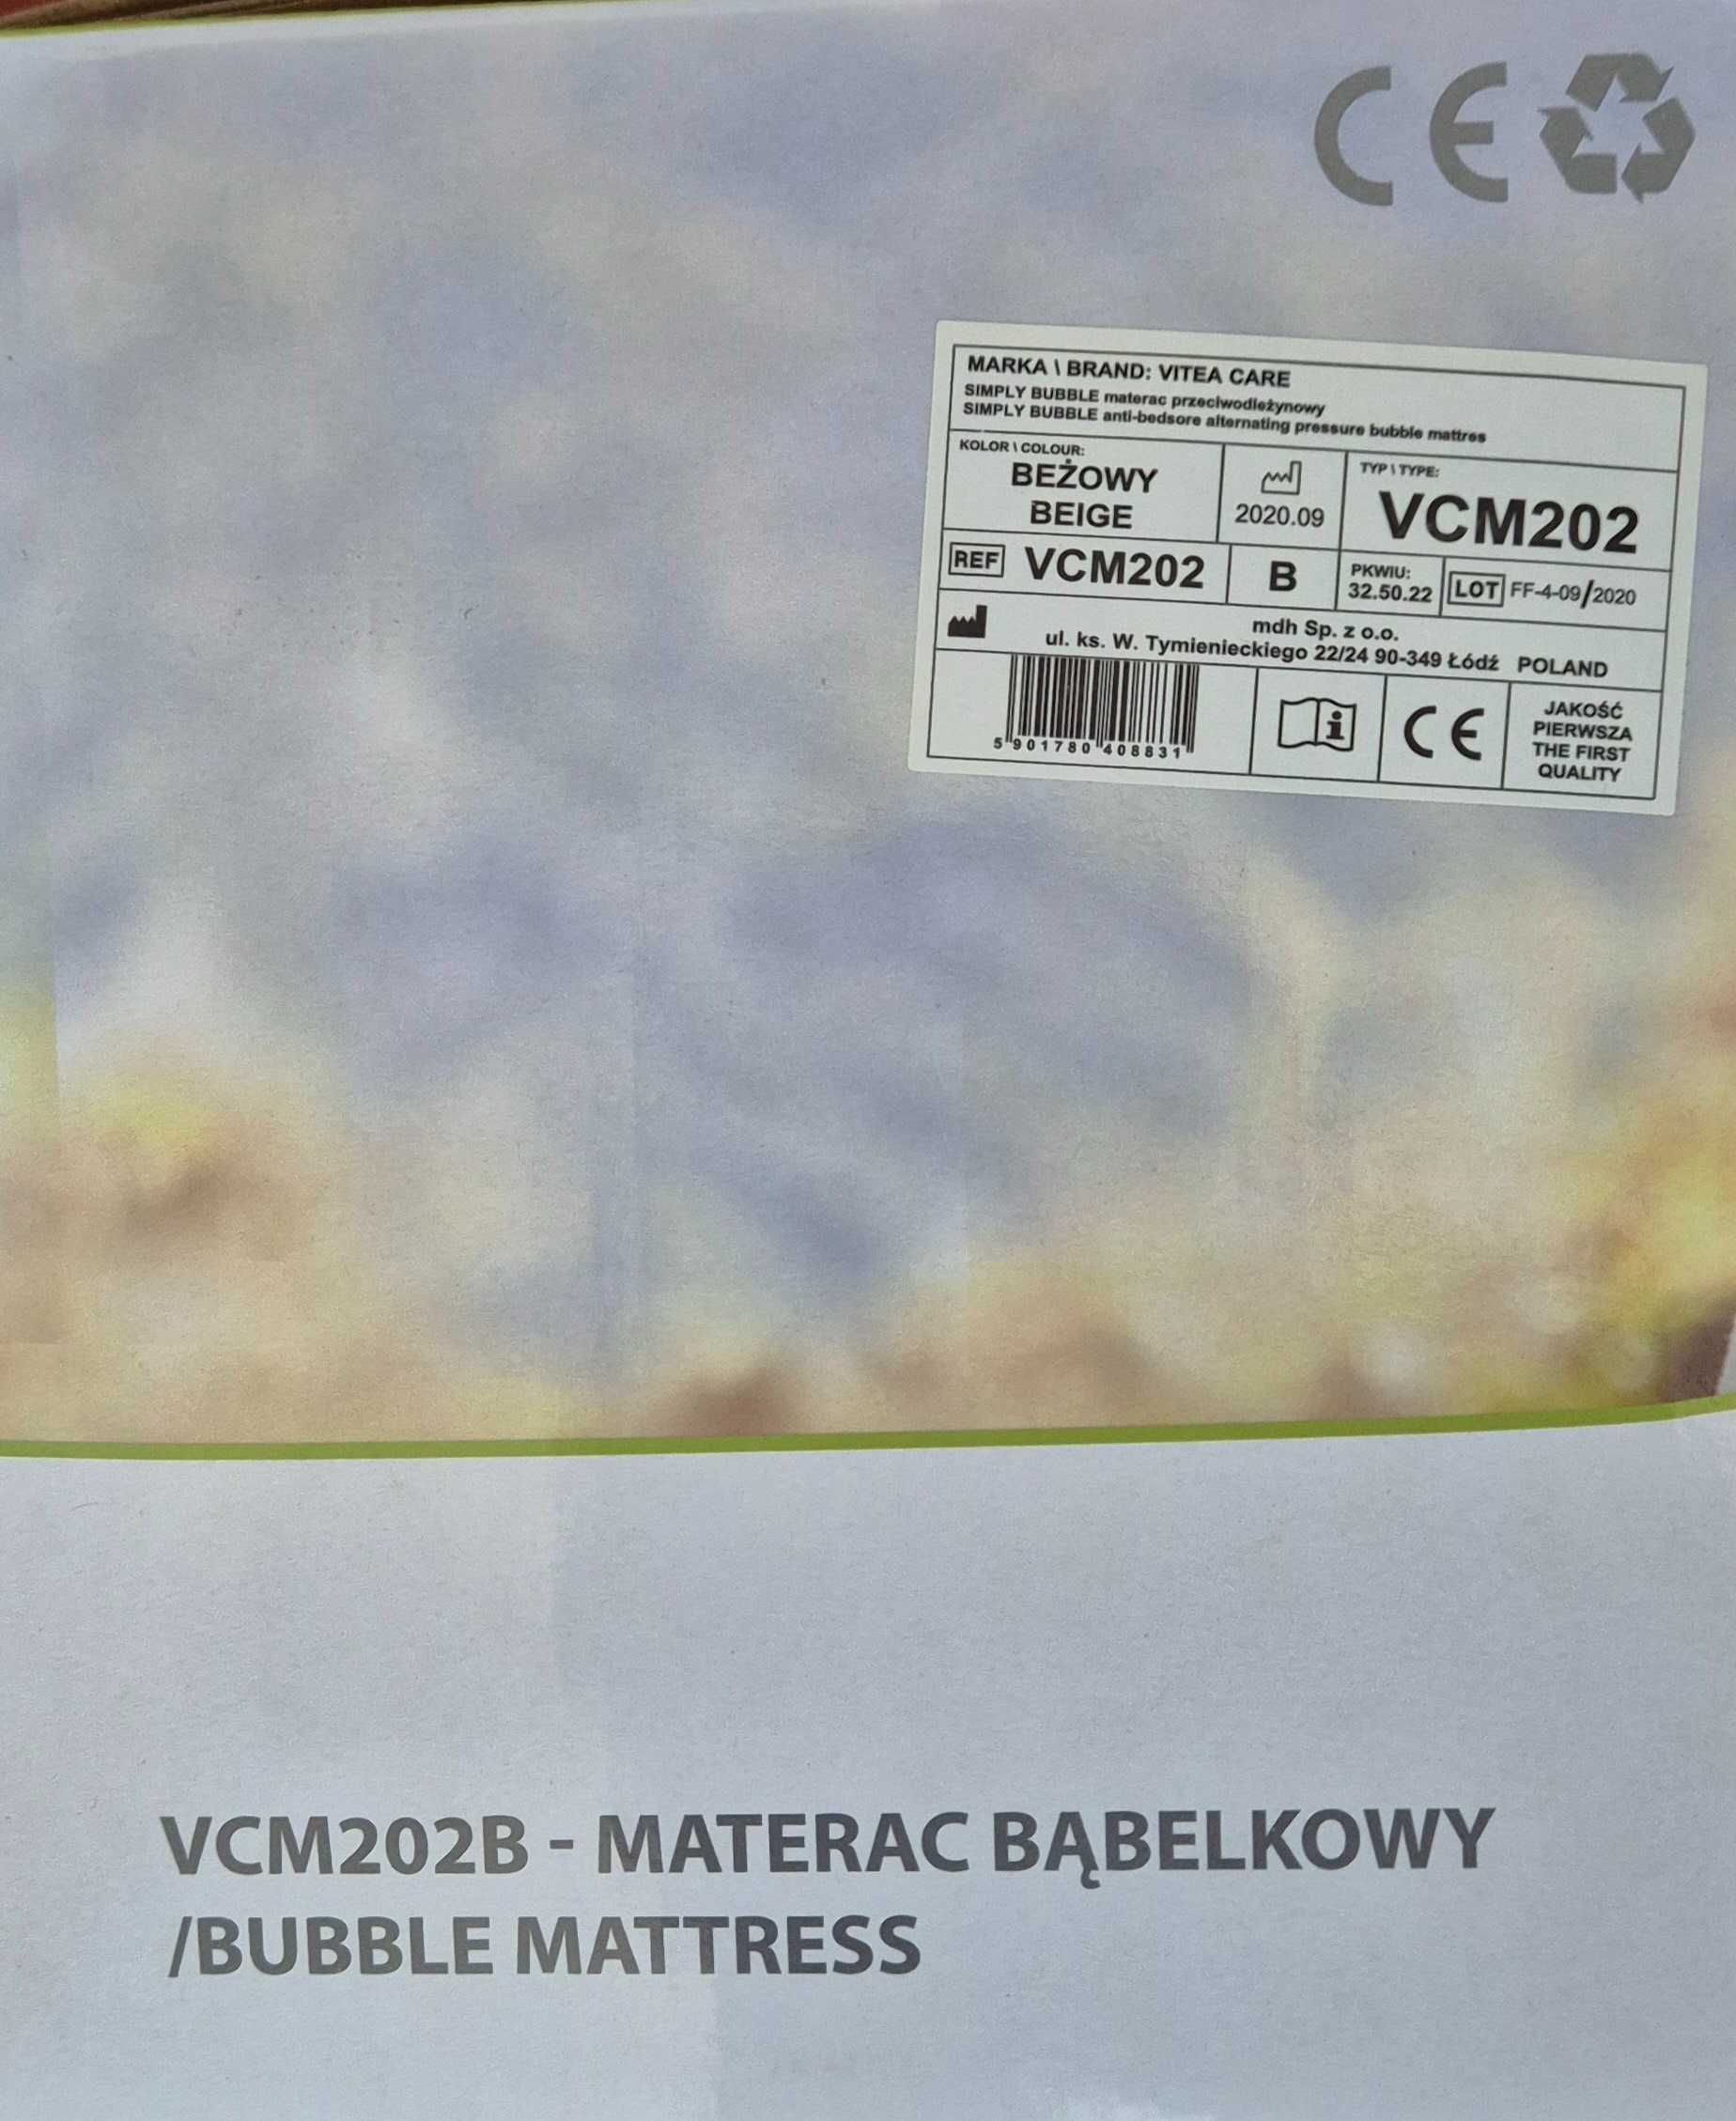 CE
MARKA \ BRAND: VITEA CARE
SIMPLY BUBBLE materac przeciwodleżynowy
SIMPLY BUBBLE anti-bedsore alternating pressure bubble mattres
KOLOR \ COLOUR:
BEŻOWY
BEIGE
2020.09
TYP \ TYPE:
VCM202
REF VCM202
B
PKWIU:
32.50.22
LOT FF-4-09/2020
mdh Sp. z o.o.
ul. ks. W. Tymienieckiego 22/24 90-349 Łódź POLAND
5 901780 408831
i
CE
JAKOŚĆ
PIERWSZA
THE FIRST
QUALITY
VCM202B - MATERAC BĄBELKOWY
/BUBBLE MATTRESS